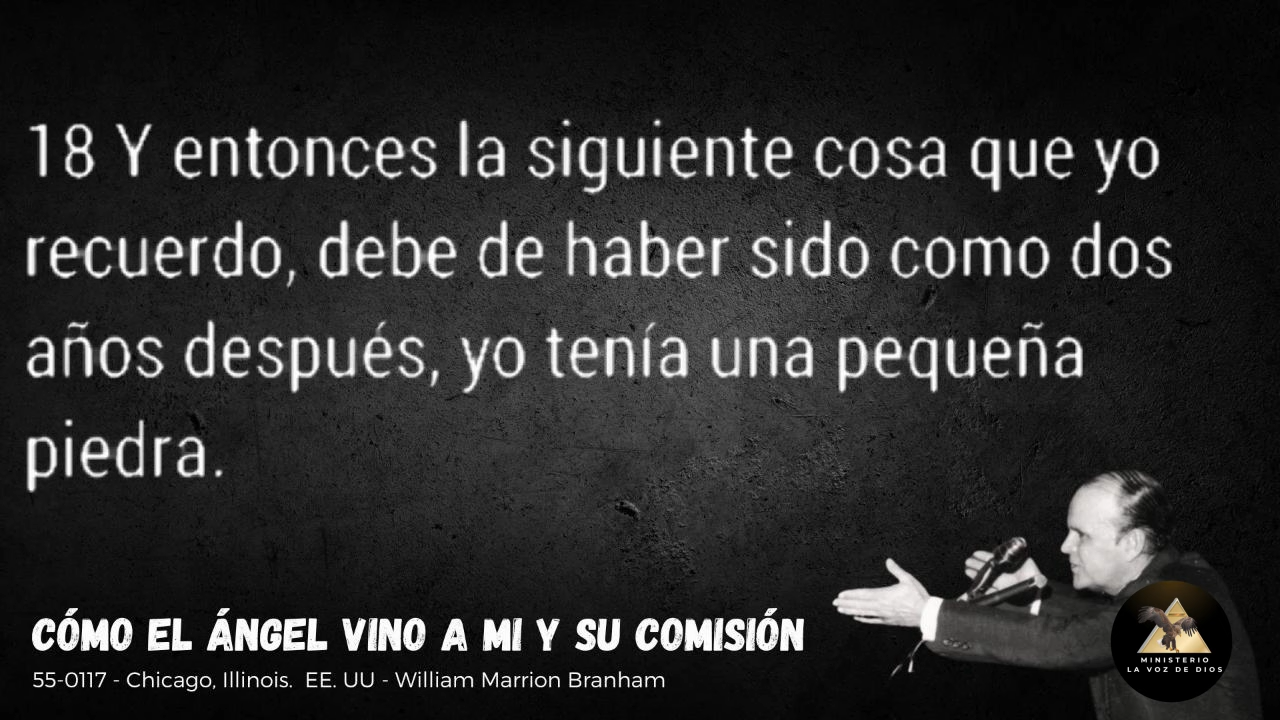 18 Y entonces la siguiente cosa que yo
recuerdo, debe de haber sido como dos
años después, yo tenía una pequeña
piedra.
CÓMO EL ÁNGEL VINO A MI Y SU COMISIÓN
55-0117 - Chicago, Illinois. EE. UU - William Marrion Branham
MINISTERIO
LA VOZ DE DIOS